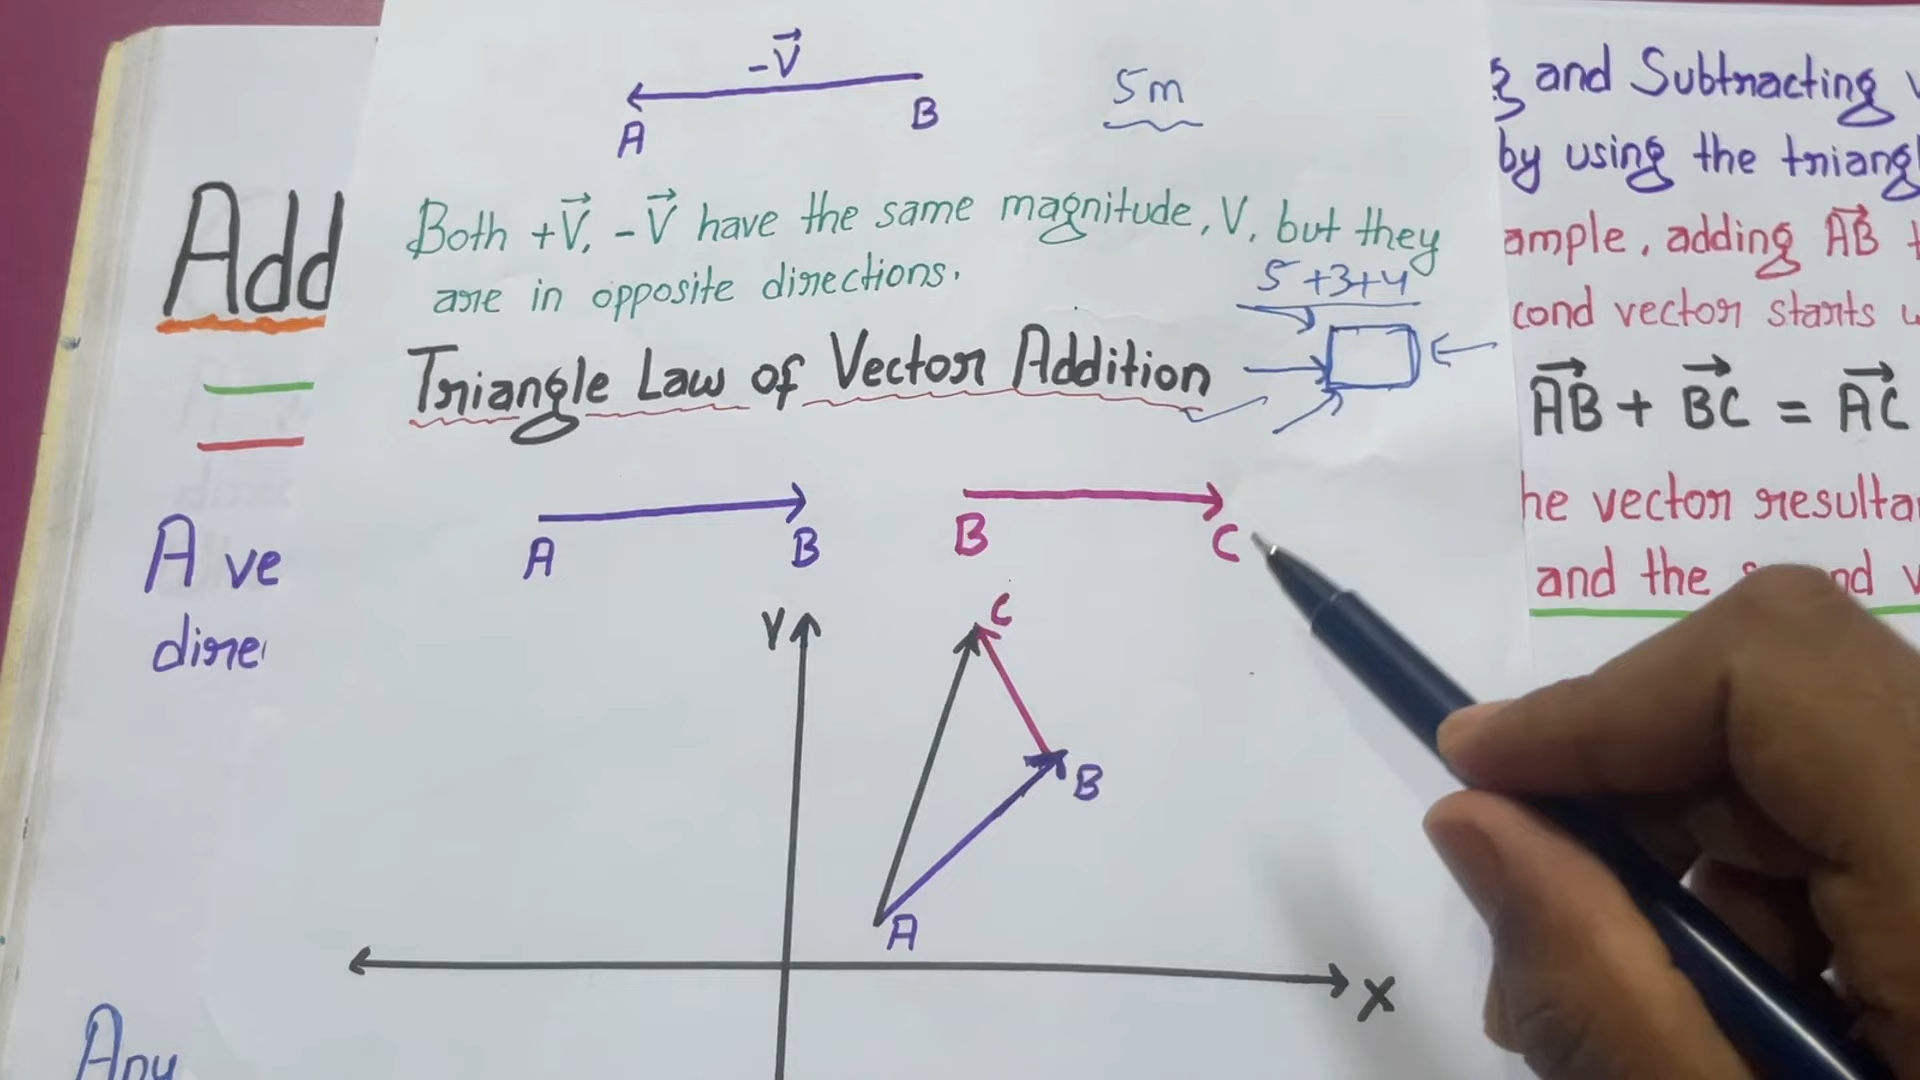 -V
A B
5m
Both +V, -V have the same magnitude, V, but they
are in opposite directions.
5+3+4
Triangle Law of Vector Addition
A B
B C
Y
C
B
A
X
Add
A ve
dire
Any
and Subtracting
by using the triangl
ample, adding AB
cond vector starts
AB + BC = AC
he vector resulta
and the